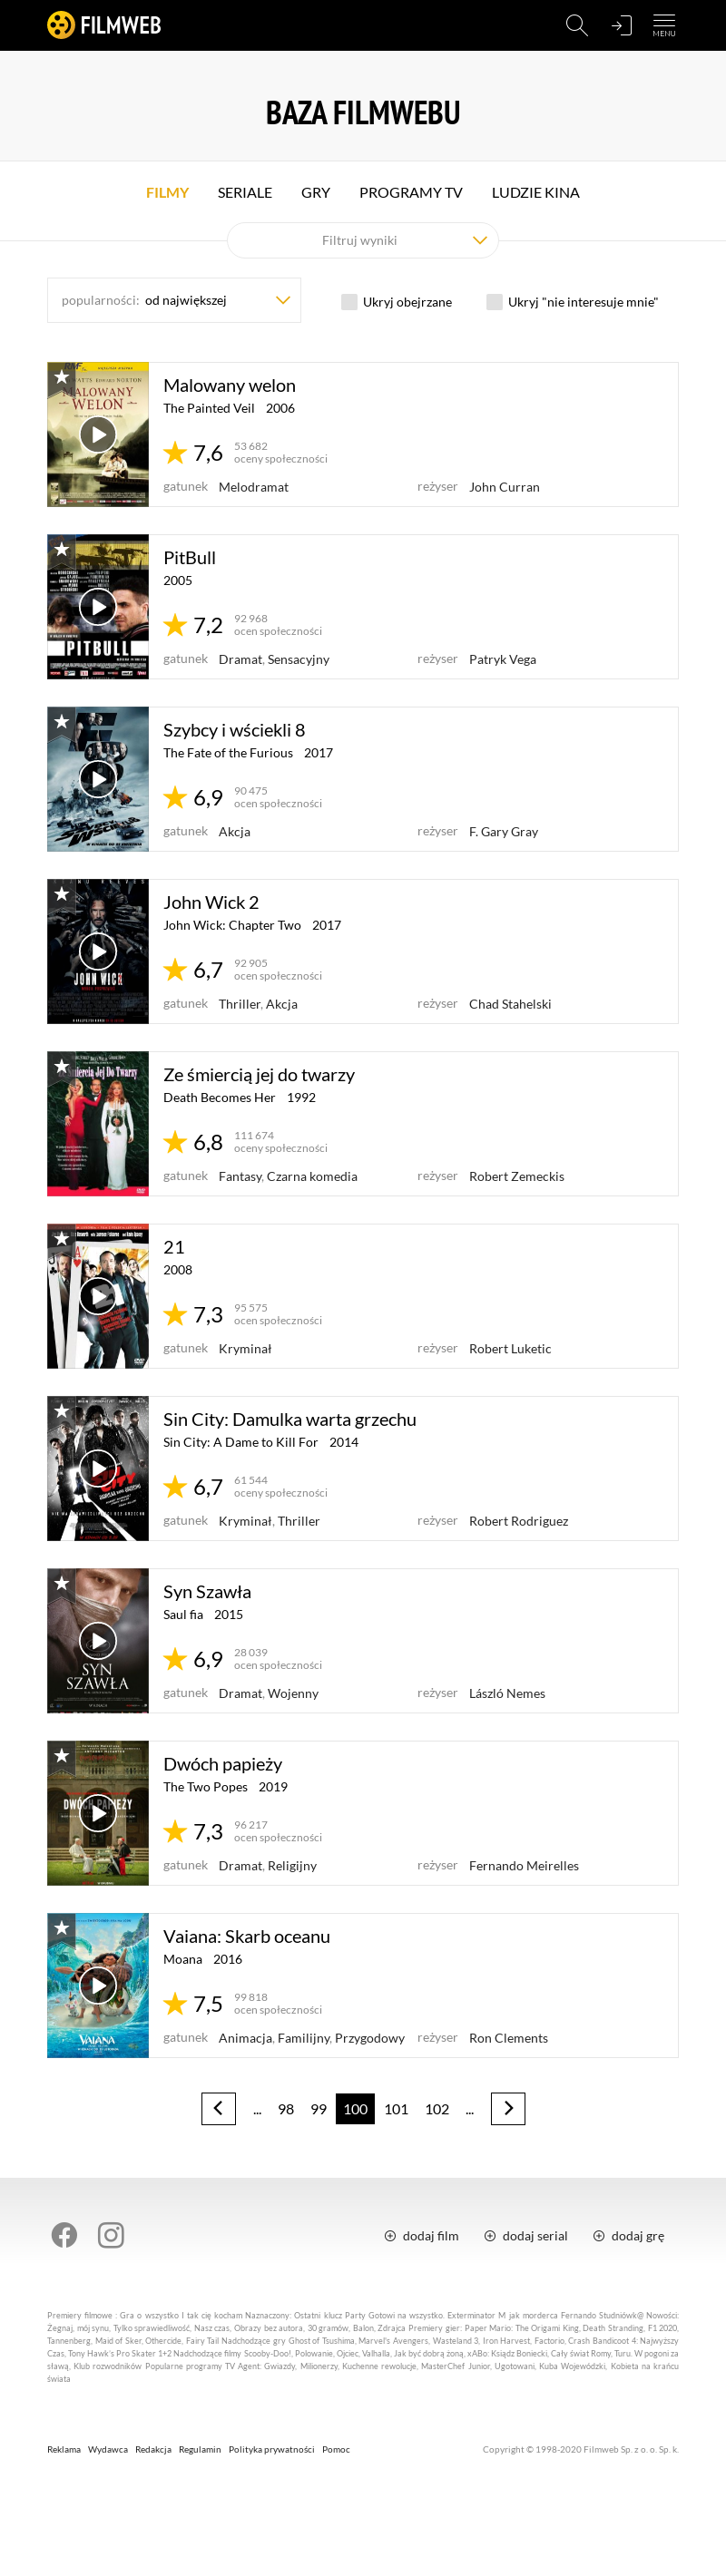 FILMWEB
MENU
BAZA FILMWEBU
FILMY SERIALE GRY PROGRAMY TV LUDZIE KINA
Filtruj wyniki
popularności: od największej Ukryj obejrzane Ukryj "nie interesuje mnie"
MALOWANY
WELON
Malowany welon
The Painted Veil 2006
7,6 53 682
oceny społeczności
gatunek Melodramat reżyser John Curran
PITBULL
PitBull
2005
7,2 92 968
ocen społeczności
gatunek Dramat, Sensacyjny reżyser Patryk Vega
Szybcy i wściekli 8
The Fate of the Furious 2017
6,9 90 475
ocen społeczności
gatunek Akcja reżyser F. Gary Gray
JOHN WICK
John Wick 2
John Wick: Chapter Two 2017
6,7 92 905
ocen społeczności
gatunek Thriller, Akcja reżyser Chad Stahelski
Ze śmiercią jej do twarzy
Death Becomes Her 1992
6,8 111 674
oceny społeczności
gatunek Fantasy, Czarna komedia reżyser Robert Zemeckis
21
2008
7,3 95 575
ocen społeczności
gatunek Kryminał reżyser Robert Luketic
SIN CITY
Sin City: Damulka warta grzechu
Sin City: A Dame to Kill For 2014
6,7 61 544
oceny społeczności
gatunek Kryminał, Thriller reżyser Robert Rodriguez
SYN
SZAWŁA
Syn Szawła
Saul fia 2015
6,9 28 039
ocen społeczności
gatunek Dramat, Wojenny reżyser László Nemes
DWÓCH PAPIEŻY
Dwóch papieży
The Two Popes 2019
7,3 96 217
ocen społeczności
gatunek Dramat, Religijny reżyser Fernando Meirelles
VAIANA
Vaiana: Skarb oceanu
Moana 2016
7,5 99 818
ocen społeczności
gatunek Animacja, Familijny, Przygodowy reżyser Ron Clements
... 98 99 100 101 102 ...
dodaj film dodaj serial dodaj grę
Premiery filmowe : Gra o wszystko I tak cię kocham Naznaczony: Ostatni klucz Party Gotowi na wszystko. Exterminator M jak morderca Fernando Studniówk@ Nowości:
Żegnaj, mój synu, Tylko sprawiedliwość, Nasz czas, Obrazy bez autora, 30 gramów, Balon, Zdrajca Premiery gier: Paper Mario: The Origami King, Death Stranding, F1 2020,
Tannenberg, Maid of Sker, Othercide, Fairy Tail Nadchodzące gry Ghost of Tsushima, Marvel's Avengers, Wasteland 3, Iron Harvest, Factorio, Crash Bandicoot 4: Najwyższy
Czas, Tony Hawk's Pro Skater 1+2 Nadchodzące filmy Scooby-Doo!, Polowanie, Ojciec, Valhalla, Jak być dobrą żoną, xABo: Ksiądz Boniecki, Cały świat Romy, Turu. W pogoni za
sławą, Klub rozwodników Popularne programy TV Agent: Gwiazdy, Milionerzy, Kuchenne rewolucje, MasterChef Junior, Ugotowani, Kuba Wojewódzki, Kobieta na krańcu
świata
Reklama Wydawca Redakcja Regulamin Polityka prywatności Pomoc Copyright © 1998-2020 Filmweb Sp. z o. o. Sp. k.